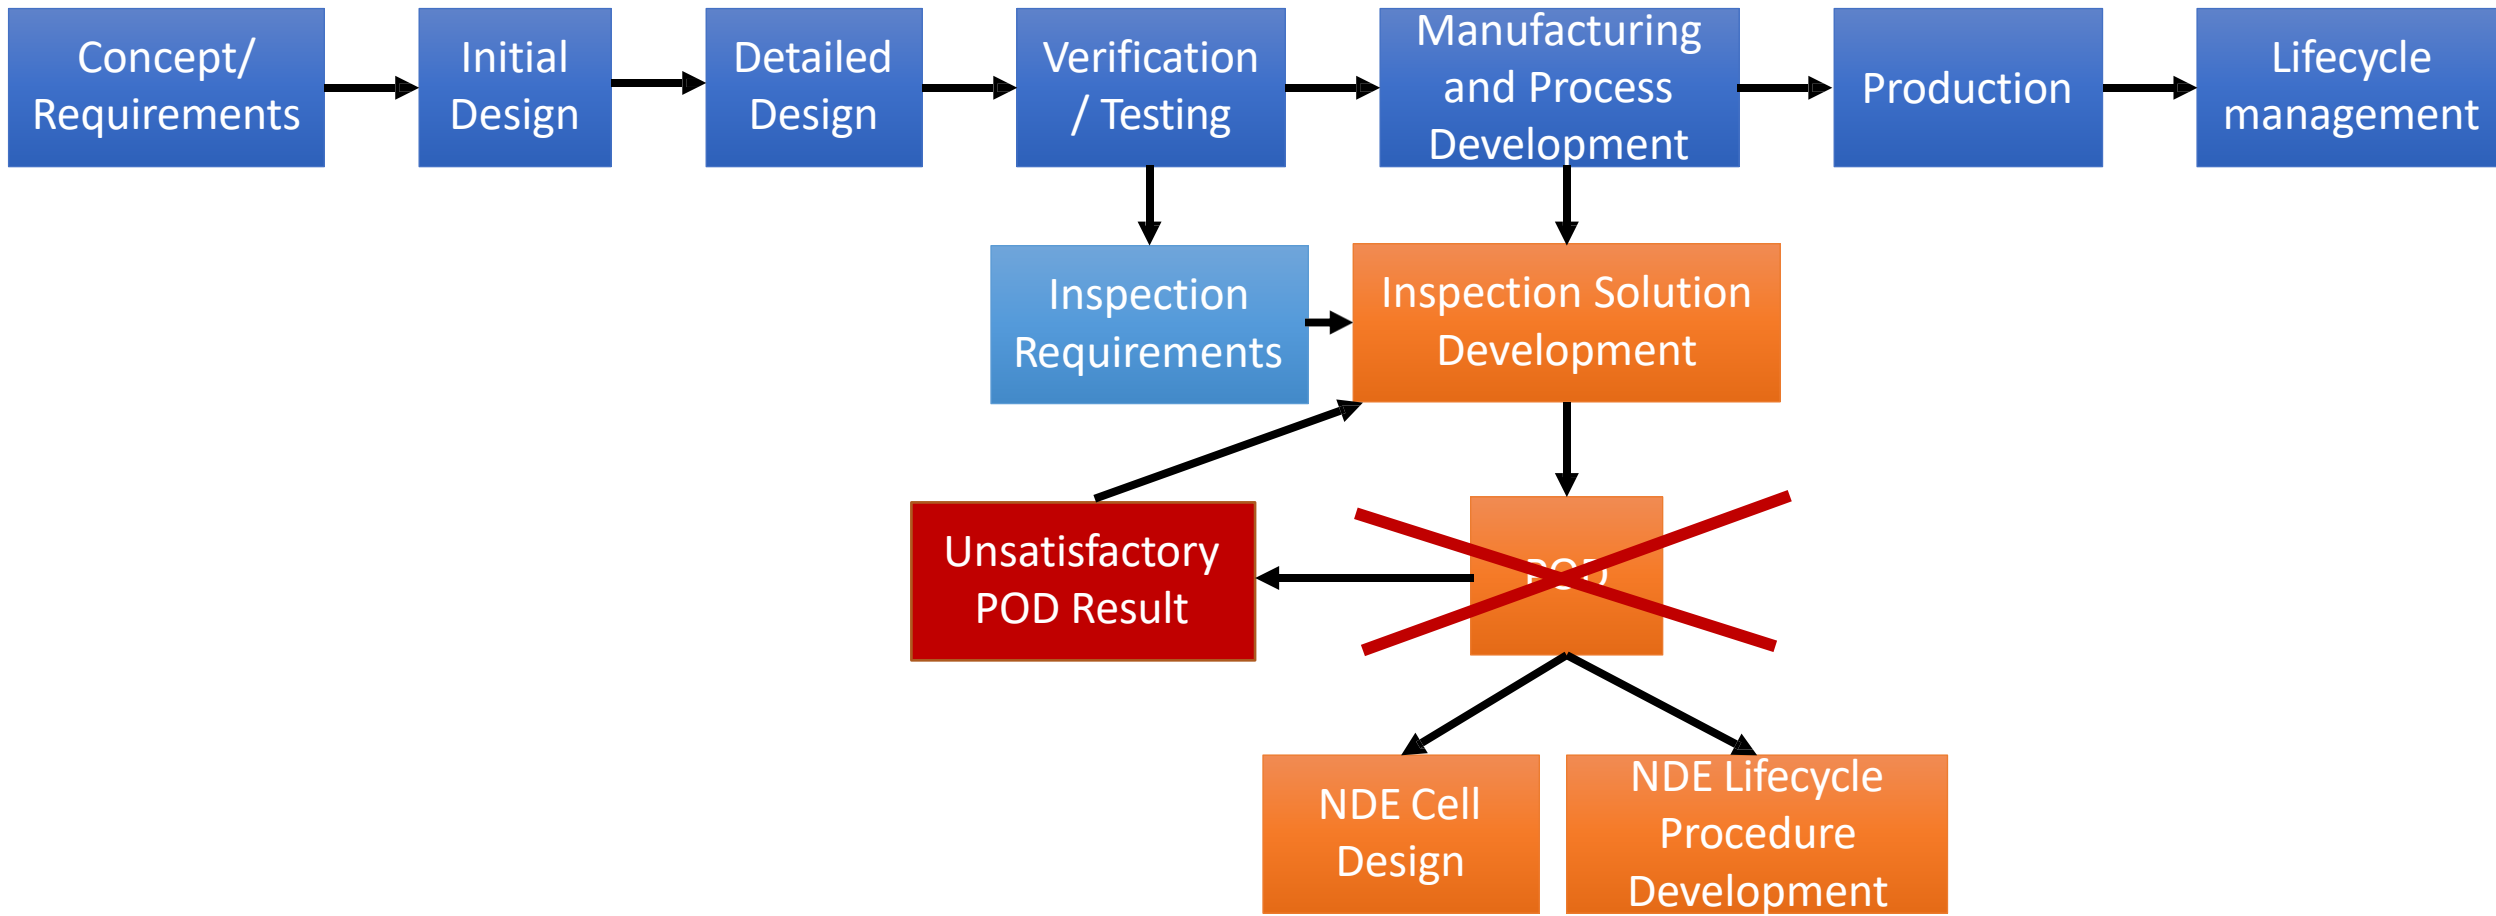 Concept/
Requirements
Initial
Design
Detailed
Design
Verification
/ Testing
Manufacturing
and Process
Development
Production
Lifecycle
management
Inspection
Requirements
Inspection Solution
Development
Unsatisfactory
POD Result
POD
NDE Cell
Design
NDE Lifecycle
Procedure
Development